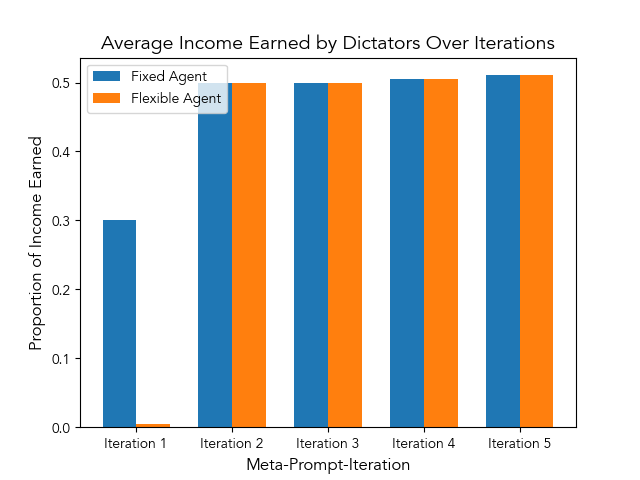 Average Income Earned by Dictators Over Iterations
Fixed Agent
Flexible Agent
Proportion of Income Earned
0.5
0.4
0.3
0.2
0.1
0.0
Iteration 1 Iteration 2 Iteration 3 Iteration 4 Iteration 5
Meta-Prompt-Iteration